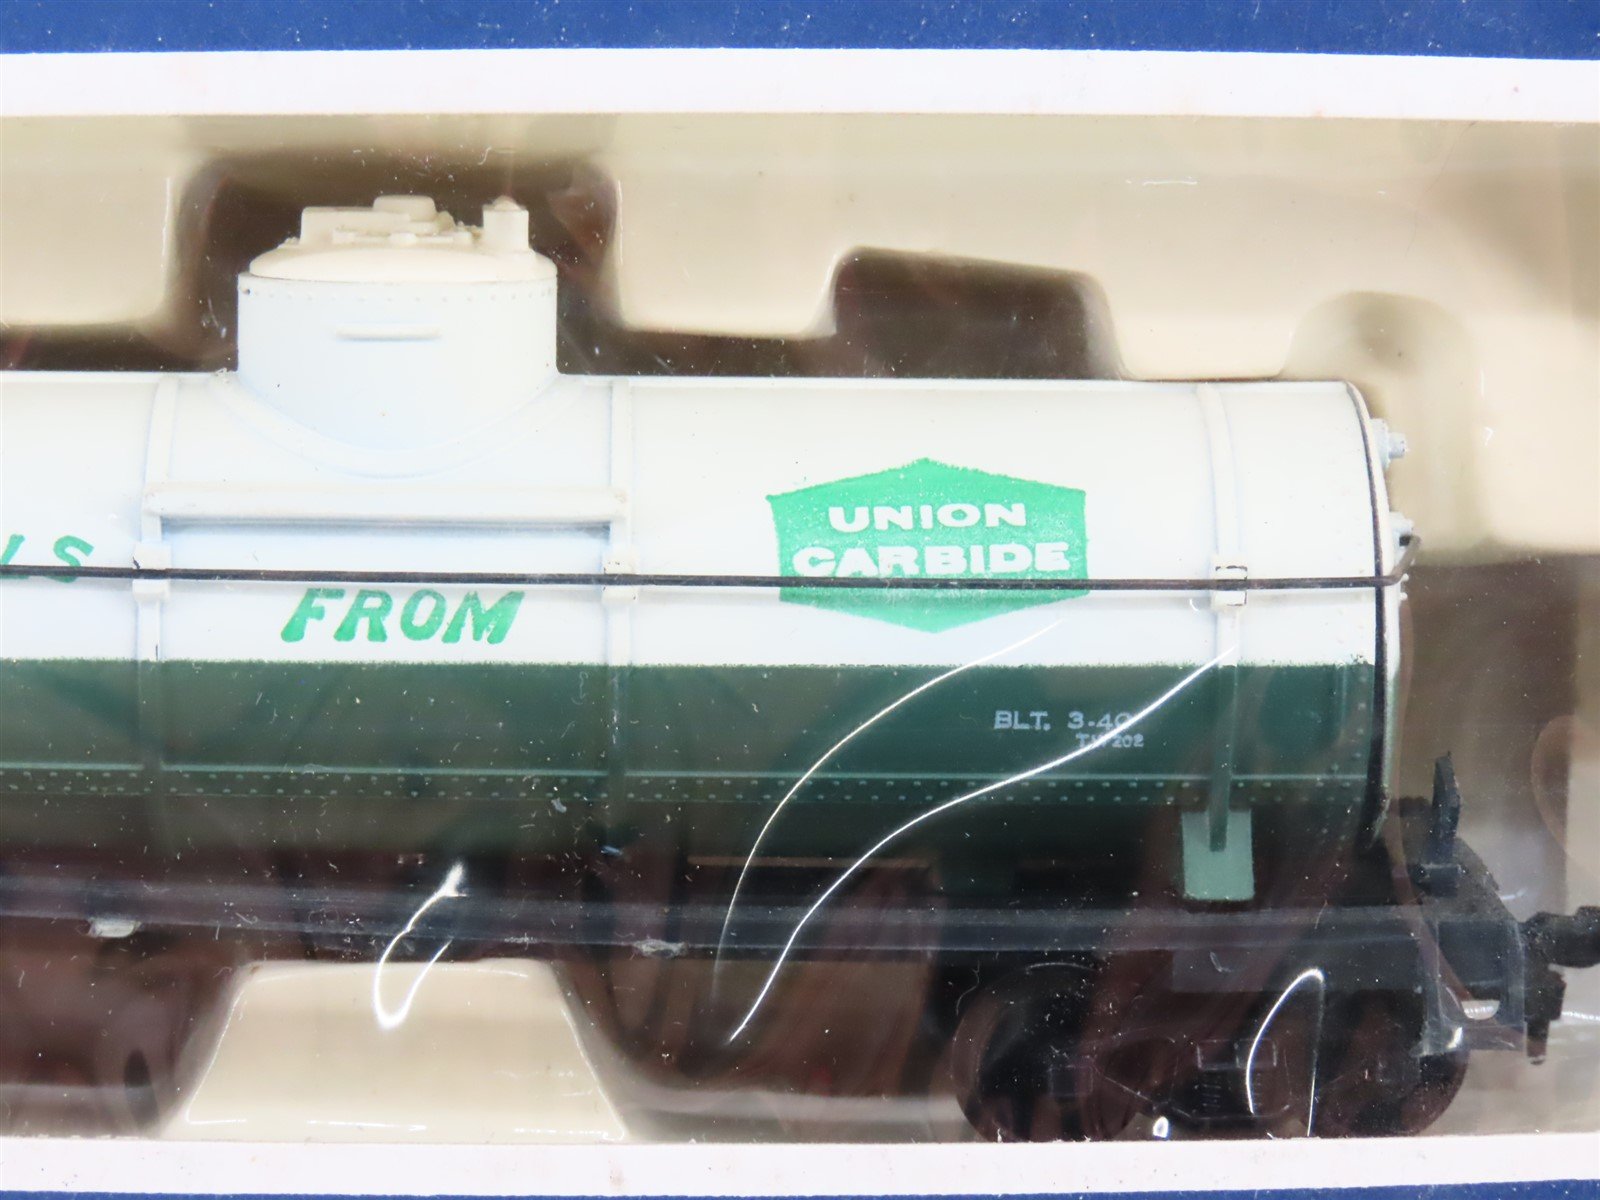 FROM
UNION
CARBIDE
BLT. 3-40